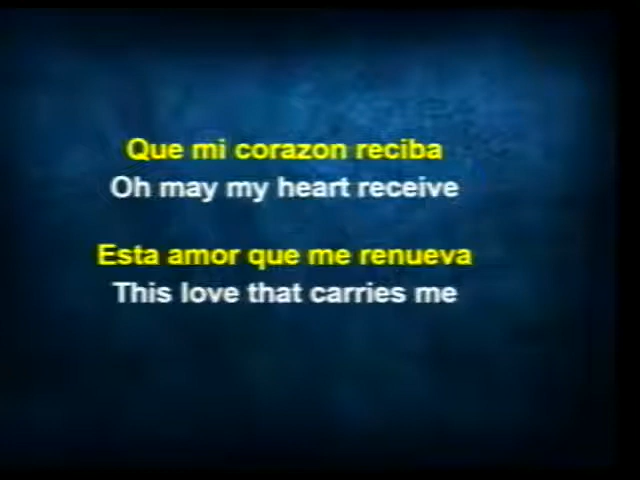 Que mi corazon reciba
Oh may my heart receive
Esta amor que me renueva
This love that carries me